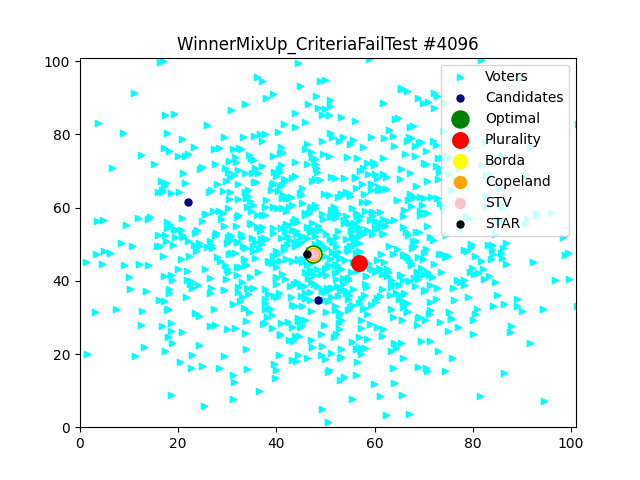 WinnerMixUp_CriteriaFailTest #4096
100
80
60
40
20
0
0
20
40
60
80
100
Voters
Candidates
Optimal
Plurality
Borda
Copeland
STV
STAR